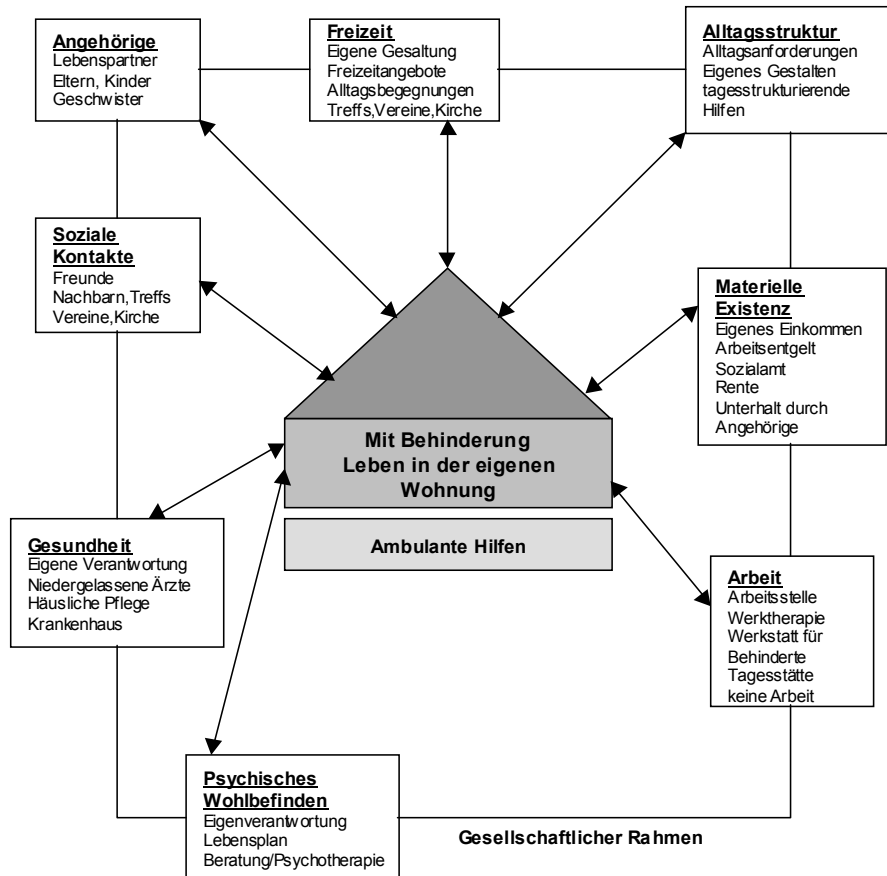 Angehörige
Lebenspartner
Eltern, Kinder
Geschwister
Freizeit
Eigene Gesaltung
Freizeitangebote
Alltagsbegegnungen
Treffs,Vereine,Kirche
Alltagsstruktur
Alltagsanforderungen
Eigenes Gestalten
tagesstrukturierende
Hilfen
Soziale
Kontakte
Freunde
Nachbarn,Treffs
Vereine,Kirche
Materielle
Existenz
Eigenes Einkommen
Arbeitsentgelt
Sozialamt
Rente
Unterhalt durch
Angehörige
Mit Behinderung
Leben in der eigenen
Wohnung
Ambulante Hilfen
Gesundheit
Eigene Verantwortung
Niedergelassene Ärzte
Häusliche Pflege
Krankenhaus
Arbeit
Arbeitsstelle
Werktherapie
Werkstatt für
Behinderte
Tagesstätte
keine Arbeit
Psychisches
Wohlbefinden
Eigenverantwortung
Lebensplan
Beratung/Psychotherapie
Gesellschaftlicher Rahmen